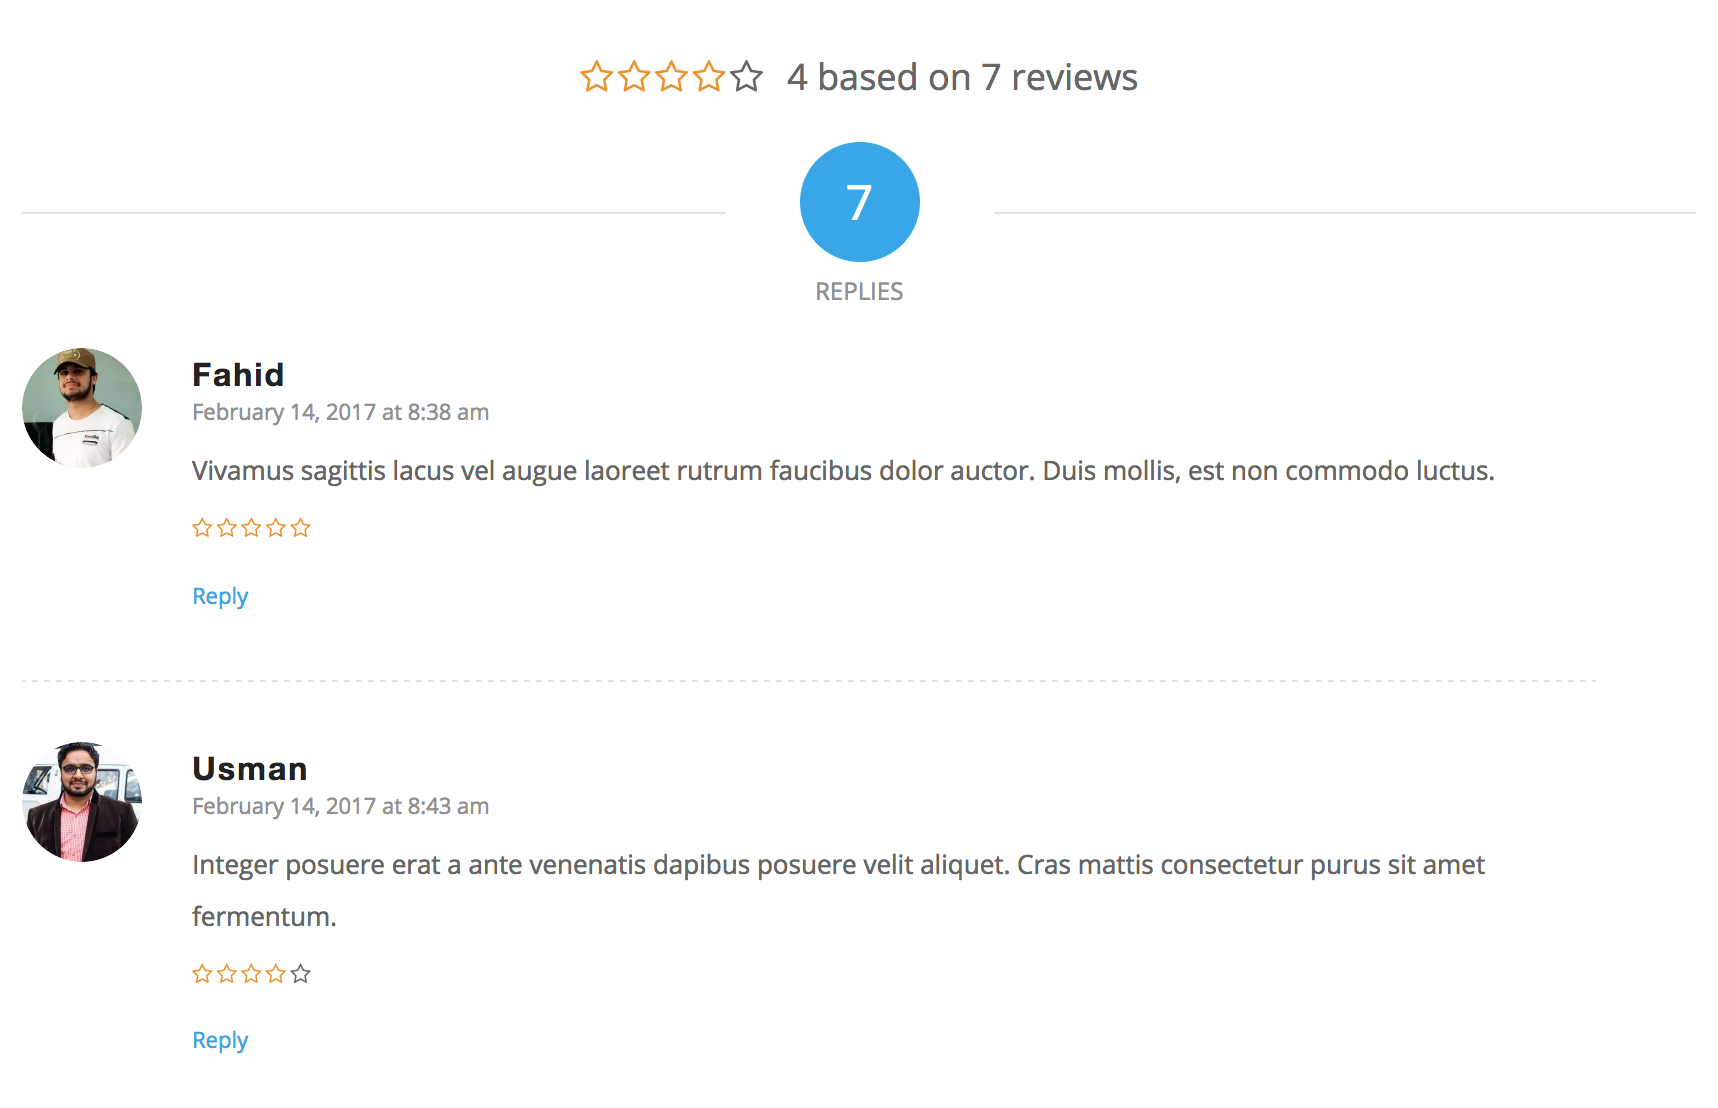 4 based on 7 reviews
7
REPLIES
Fahid
February 14, 2017 at 8:38 am
Vivamus sagittis lacus vel augue laoreet rutrum faucibus dolor auctor. Duis mollis, est non commodo luctus.
Reply
Usman
February 14, 2017 at 8:43 am
Integer posuere erat a ante venenatis dapibus posuere velit aliquet. Cras mattis consectetur purus sit amet
fermentum.
Reply